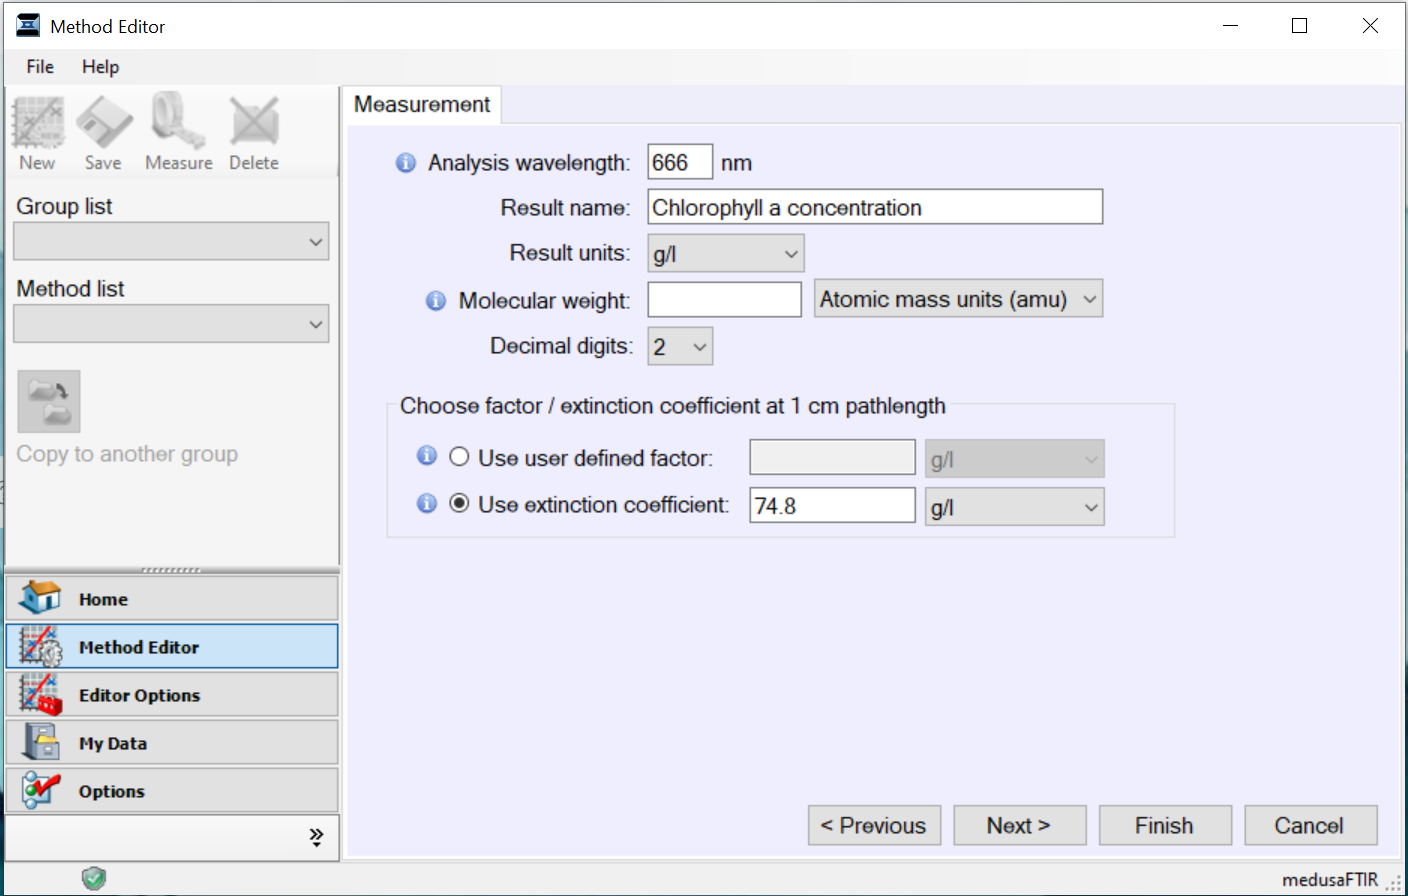 Method Editor
File Help
New Save Measure Delete
Group list
Method list
Copy to another group
Home
Method Editor
Editor Options
My Data
Options
Measurement
Analysis wavelength: 666 nm
Result name: Chlorophyll a concentration
Result units: g/l
Molecular weight: Atomic mass units (amu)
Decimal digits: 2
Choose factor / extinction coefficient at 1 cm pathlength
Use user defined factor: g/l
Use extinction coefficient: 74.8 g/l
< Previous Next > Finish Cancel
medusaFTIR